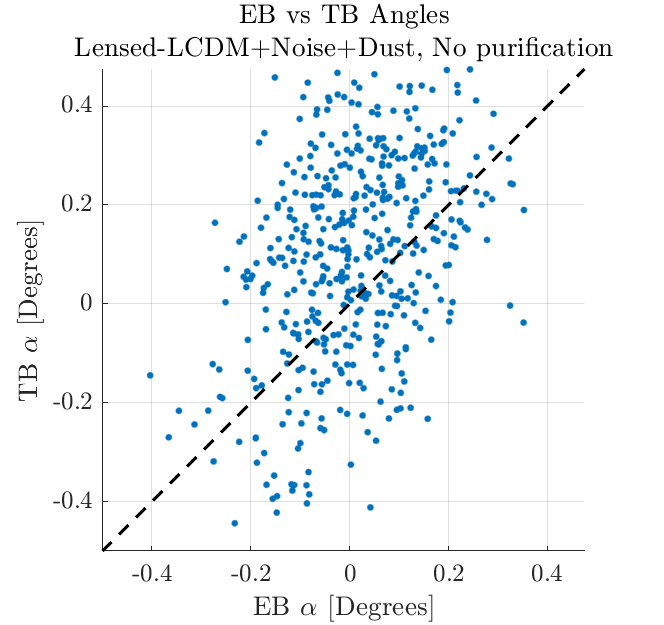 EB vs TB Angles
Lensed-LCDM+Noise+Dust, No purification
0.4
0.2
0
-0.2
-0.4
TB α [Degrees]
-0.4 -0.2 0 0.2 0.4
EB α [Degrees]